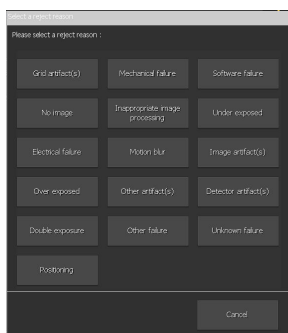 Select a reject reason
Please select a reject reason :
Grid artifact(s)
Mechanical failure
Software failure
No image
Inappropriate image
processing
Under exposed
Electrical failure
Motion blur
Image artifact(s)
Over exposed
Other artifact(s)
Detector artifact(s)
Double exposure
Other failure
Unknown failure
Positioning
Cancel